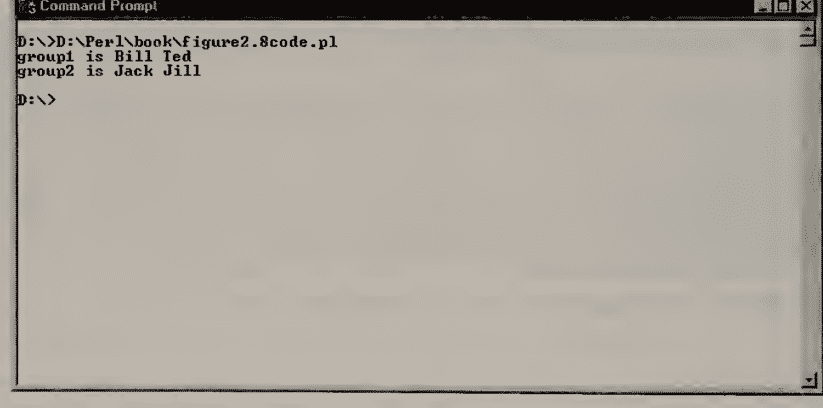 Command Prompt
D:\>D:\Perl\book\figure2.8code.pl
group1 is Bill Ted
group2 is Jack Jill
D:\>